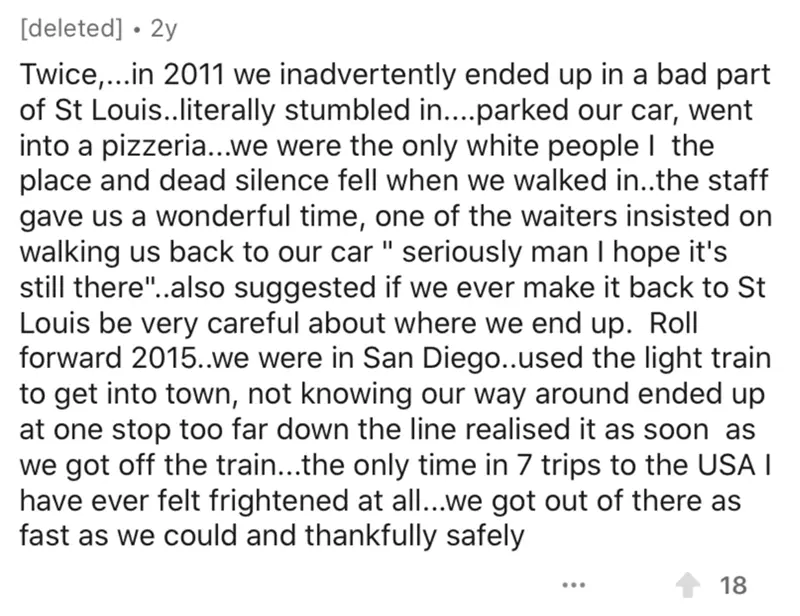 [deleted] • 2y
Twice,...in 2011 we inadvertently ended up in a bad part
of St Louis..literally stumbled in....parked our car, went
into a pizzeria...we were the only white people I  the
place and dead silence fell when we walked in..the staff
gave us a wonderful time, one of the waiters insisted on
walking us back to our car " seriously man I hope it's
still there"..also suggested if we ever make it back to St
Louis be very careful about where we end up.  Roll
forward 2015..we were in San Diego..used the light train
to get into town, not knowing our way around ended up
at one stop too far down the line realised it as soon  as
we got off the train...the only time in 7 trips to the USA I
have ever felt frightened at all...we got out of there as
fast as we could and thankfully safely
... 18